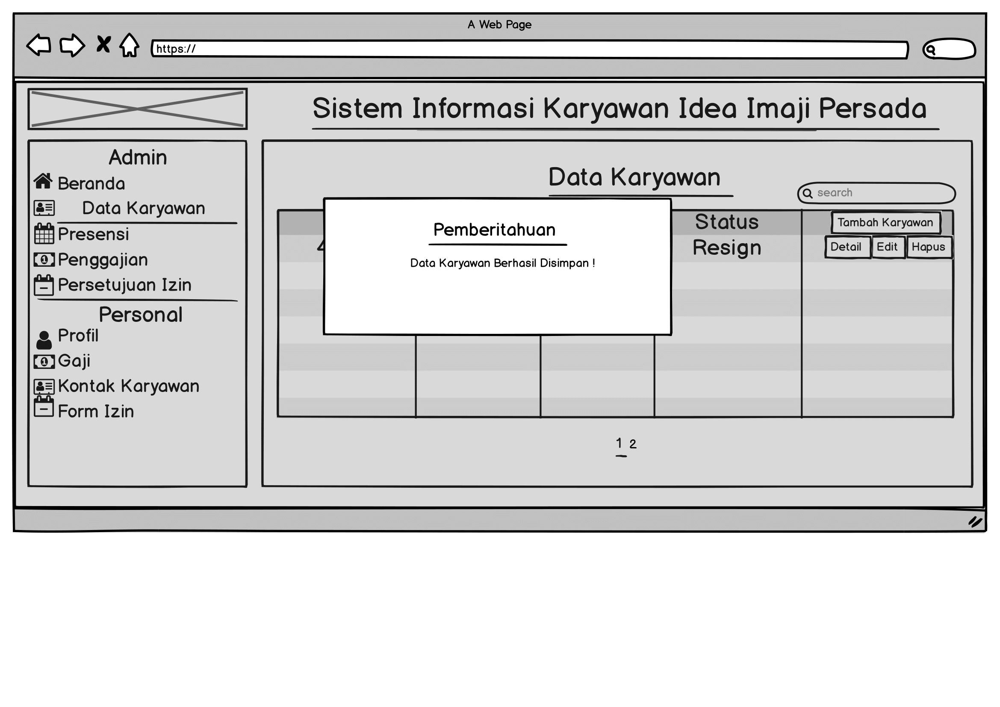 A Web Page
https://
Sistem Informasi Karyawan Idea Imaji Persada
Admin
Beranda
Data Karyawan
Presensi
Penggajian
Persetujuan Izin
Personal
Profil
Gaji
Kontak Karyawan
Form Izin
Data Karyawan
search
Status
Tambah Karyawan
Resign
Detail
Edit
Hapus
Pemberitahuan
Data Karyawan Berhasil Disimpan !
1 2